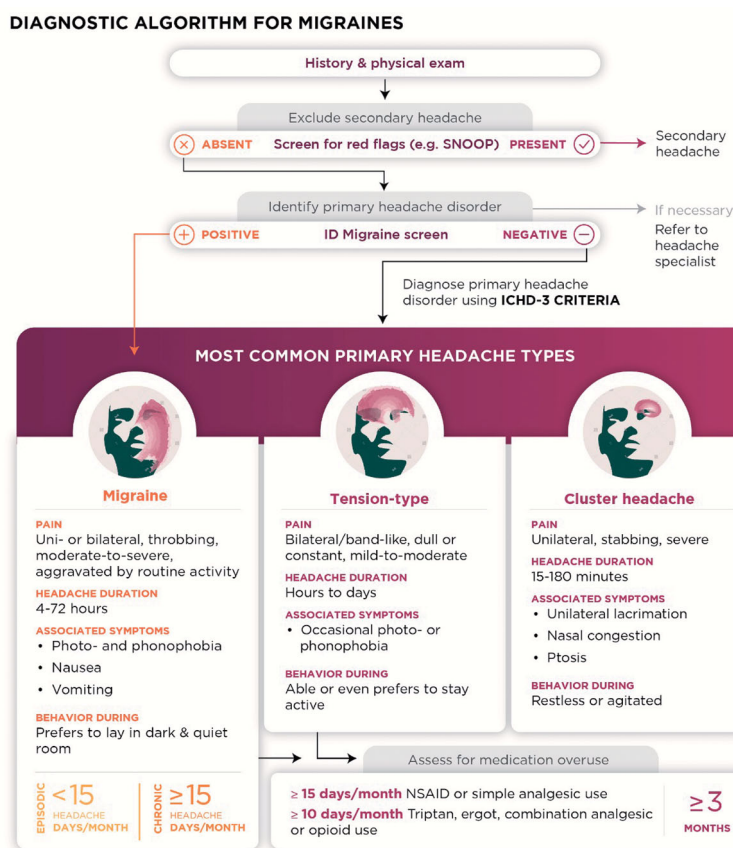 DIAGNOSTIC ALGORITHM FOR MIGRAINES
History & physical exam
Exclude secondary headache
ABSENT Screen for red flags (e.g. SNOOP) PRESENT
Secondary
headache
Identify primary headache disorder
If necessary
Refer to
headache
specialist
POSITIVE ID Migraine screen NEGATIVE
Diagnose primary headache
disorder using ICHD-3 CRITERIA
MOST COMMON PRIMARY HEADACHE TYPES
Migraine
PAIN
Uni- or bilateral, throbbing,
moderate-to-severe,
aggravated by routine activity
HEADACHE DURATION
4-72 hours
ASSOCIATED SYMPTOMS
• Photo- and phonophobia
• Nausea
• Vomiting
BEHAVIOR DURING
Prefers to lay in dark & quiet
room
EPISODIC
<15
HEADACHE
DAYS/MONTH
CHRONIC
≥15
HEADACHE
DAYS/MONTH
Tension-type
PAIN
Bilateral/band-like, dull or
constant, mild-to-moderate
HEADACHE DURATION
Hours to days
ASSOCIATED SYMPTOMS
• Occasional photo- or
phonophobia
BEHAVIOR DURING
Able or even prefers to stay
active
Cluster headache
PAIN
Unilateral, stabbing, severe
HEADACHE DURATION
15-180 minutes
ASSOCIATED SYMPTOMS
• Unilateral lacrimation
• Nasal congestion
• Ptosis
BEHAVIOR DURING
Restless or agitated
Assess for medication overuse
≥ 15 days/month NSAID or simple analgesic use
≥ 10 days/month Triptan, ergot, combination analgesic
or opioid use
≥3
MONTHS